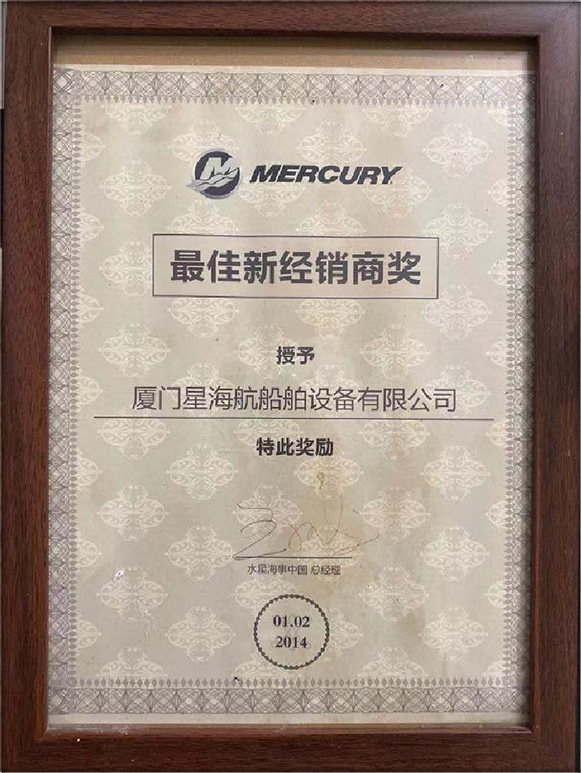 MERCURY
最佳新经销商奖
授予
厦门星海航船舶设备有限公司
特此奖励
水星海事中国 总经理
01.02
2014